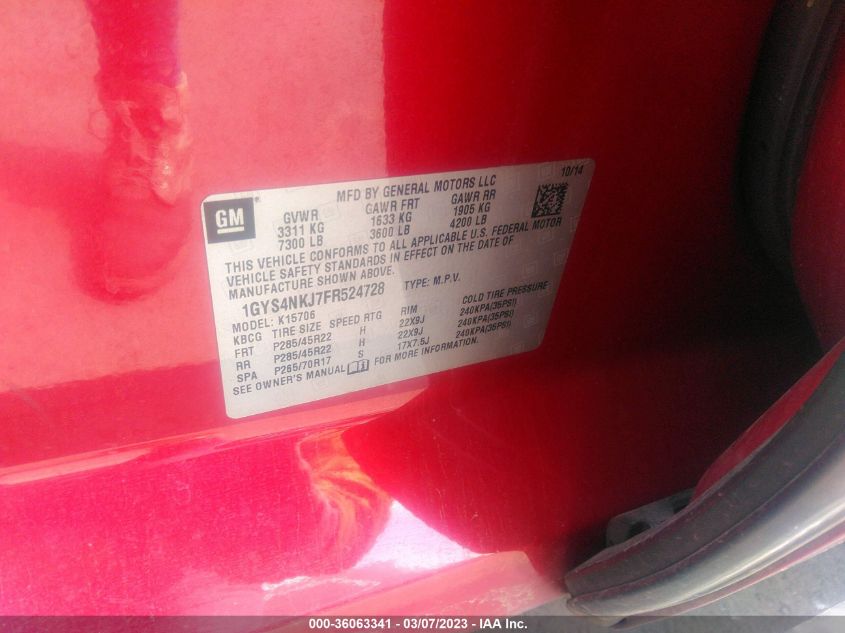 MFD BY GENERAL MOTORS LLC 10/14
GM
GVWR GAWR FRT GAWR RR
3311 KG 1633 KG 1905 KG
7300 LB 3600 LB 4200 LB
THIS VEHICLE CONFORMS TO ALL APPLICABLE U.S. FEDERAL MOTOR
VEHICLE SAFETY STANDARDS IN EFFECT ON THE DATE OF
MANUFACTURE SHOWN ABOVE.
1GYS4NKJ7FR524728 TYPE: M.P.V.
MODEL: K15706
KBCG TIRE SIZE SPEED RTG RIM COLD TIRE PRESSURE
FRT P285/45R22 H 22X9J 240KPA(35PSI)
RR P285/45R22 H 22X9J 240KPA(35PSI)
SPA P265/70R17 S 17X7.5J 240KPA(35PSI)
SEE OWNER'S MANUAL FOR MORE INFORMATION.
000-36063341 - 03/07/2023 - IAA Inc.